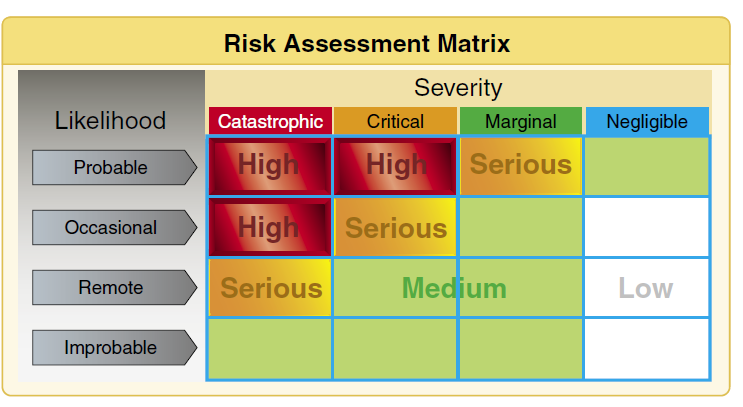 Risk Assessment Matrix
Severity
Likelihood
Catastrophic Critical Marginal Negligible
Probable High High Serious
Occasional High Serious
Remote Serious Medium Low
Improbable